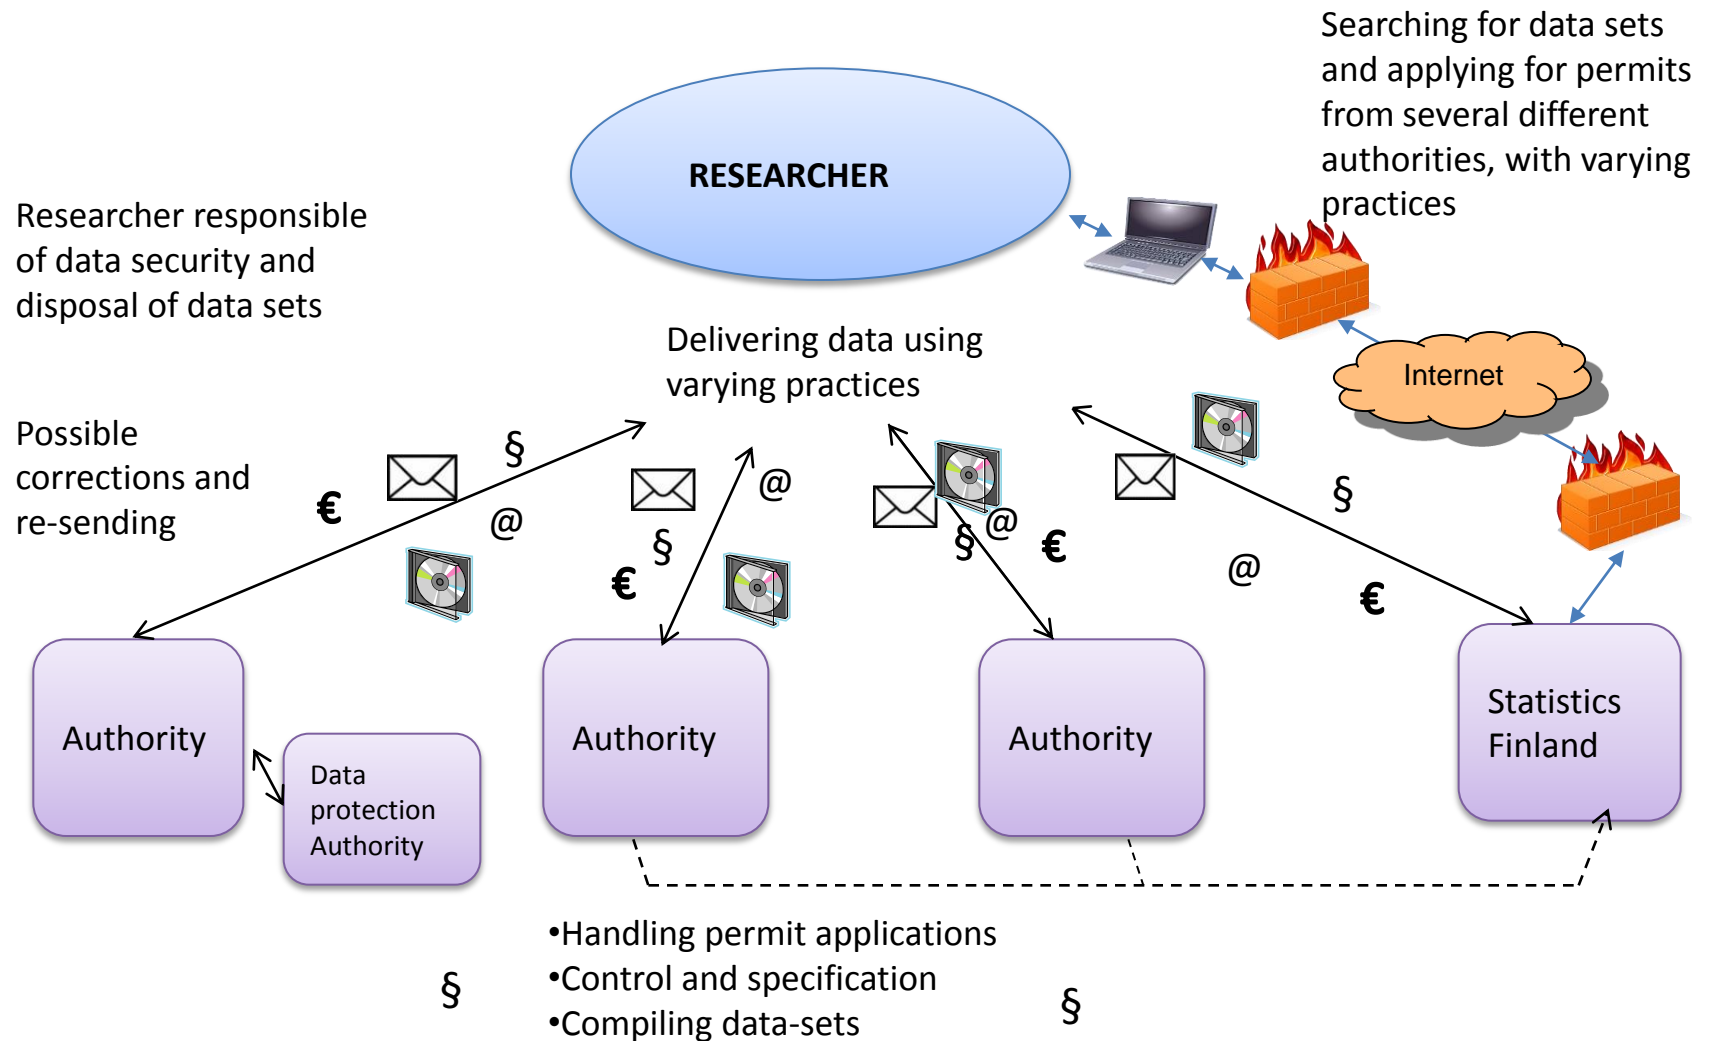 Searching for data sets
and applying for permits
from several different
authorities, with varying
practices
RESEARCHER
Researcher responsible
of data security and
disposal of data sets
Delivering data using
varying practices
Internet
Possible
corrections and
re-sending
§
€
@
@
§
€
§
@
€
§
@
€
Authority
Authority
Authority
Statistics
Finland
Data
protection
Authority
•Handling permit applications
•Control and specification
•Compiling data-sets
§
§